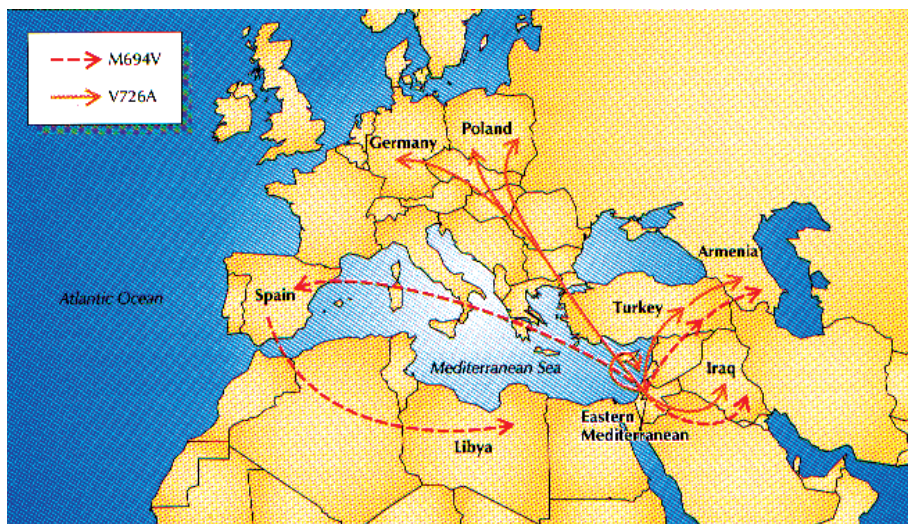 M694V
V726A
Poland
Germany
Armenia
Atlantic Ocean
Spain
Turkey
Mediterranean Sea
Iraq
Eastern
Mediterranean
Libya